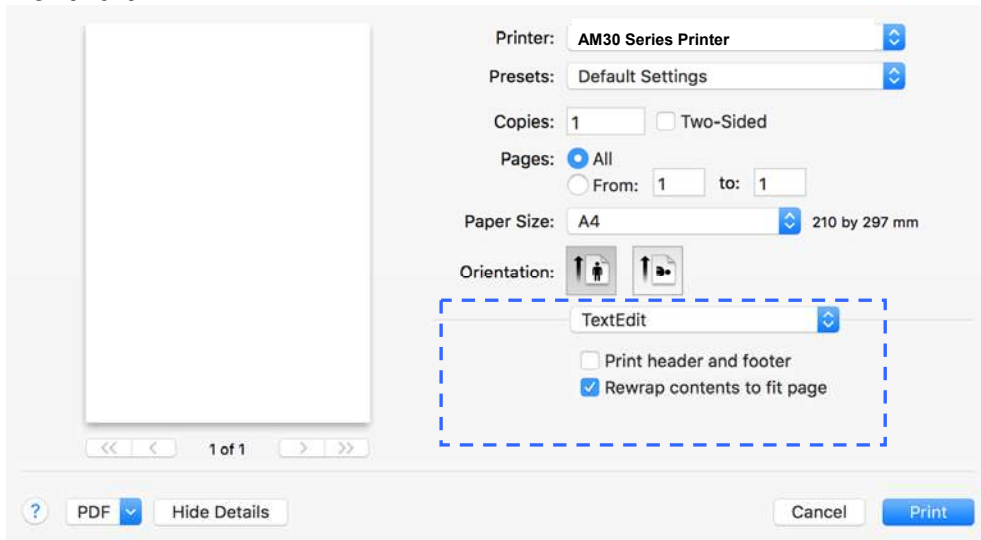 Printer: AM30 Series Printer
Presets: Default Settings
Copies: 1 Two-Sided
Pages: All
From: 1 to: 1
Paper Size: A4 210 by 297 mm
Orientation:
TextEdit
Print header and footer
Rewrap contents to fit page
<< < 1 of 1 > >>
? PDF Hide Details Cancel Print